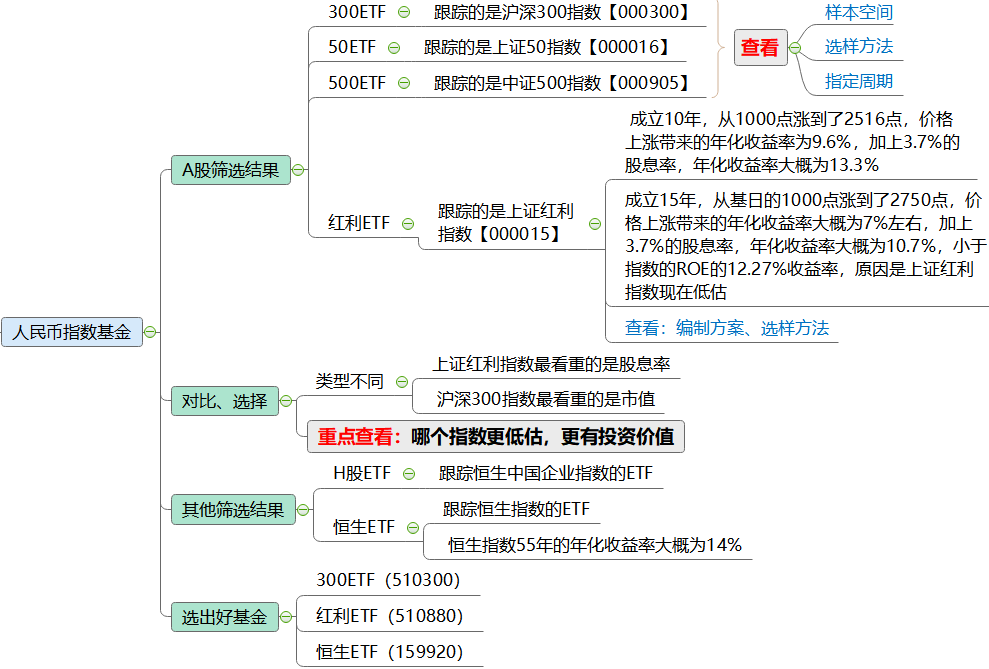 人民币指数基金
A股筛选结果
300ETF
跟踪的是沪深300指数【000300】
50ETF
跟踪的是上证50指数【000016】
500ETF
跟踪的是中证500指数【000905】
查看
样本空间
选样方法
指定周期
红利ETF
跟踪的是上证红利
指数【000015】
成立10年，从1000点涨到了2516点，价格
上涨带来的年化收益率为9.6%，加上3.7%的
股息率，年化收益率大概为13.3%
成立15年，从基日的1000点涨到了2750点，价
格上涨带来的年化收益率大概为7%左右，加上
3.7%的股息率，年化收益率大概为10.7%，小于
指数的ROE的12.27%收益率，原因是上证红利
指数现在低估
查看：编制方案、选样方法
对比、选择
类型不同
上证红利指数最看重的是股息率
沪深300指数最看重的是市值
重点查看：哪个指数更低估，更有投资价值
其他筛选结果
H股ETF
跟踪恒生中国企业指数的ETF
恒生ETF
跟踪恒生指数的ETF
恒生指数55年的年化收益率大概为14%
选出好基金
300ETF（510300）
红利ETF（510880）
恒生ETF（159920）